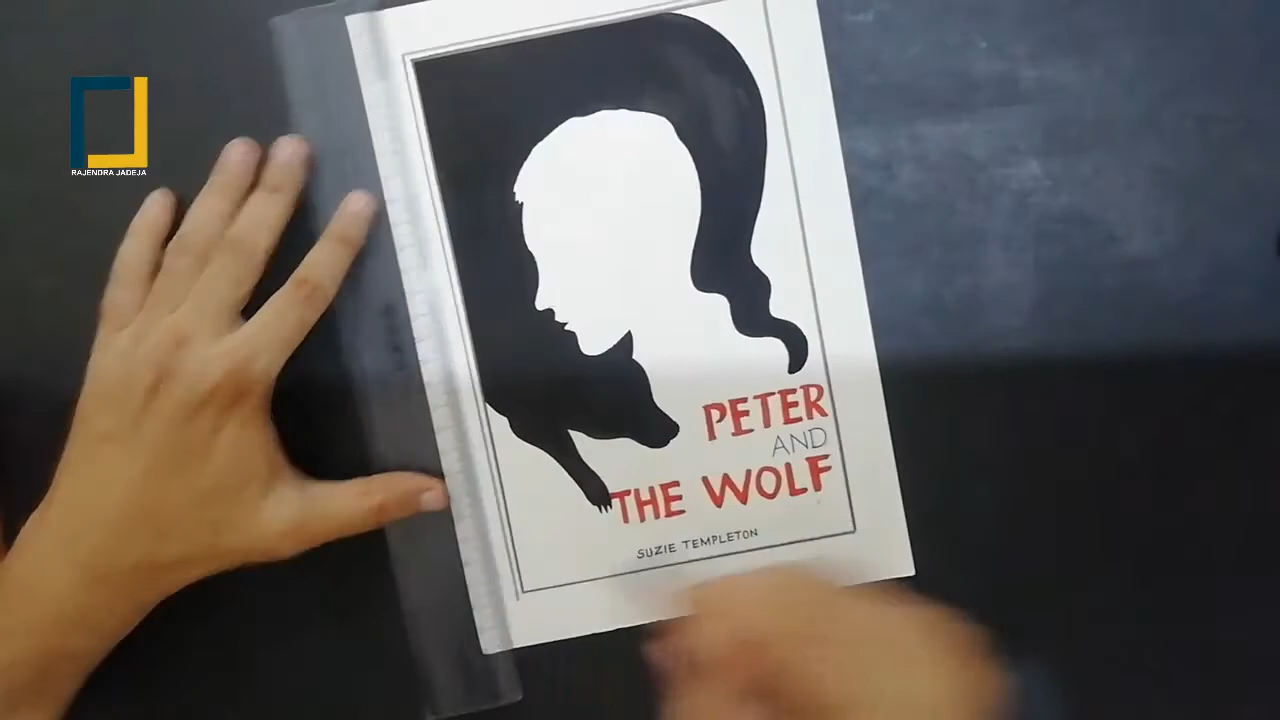 RAJENDRA JADEJA
PETER
AND
THE WOLF
SUZIE TEMPLETON